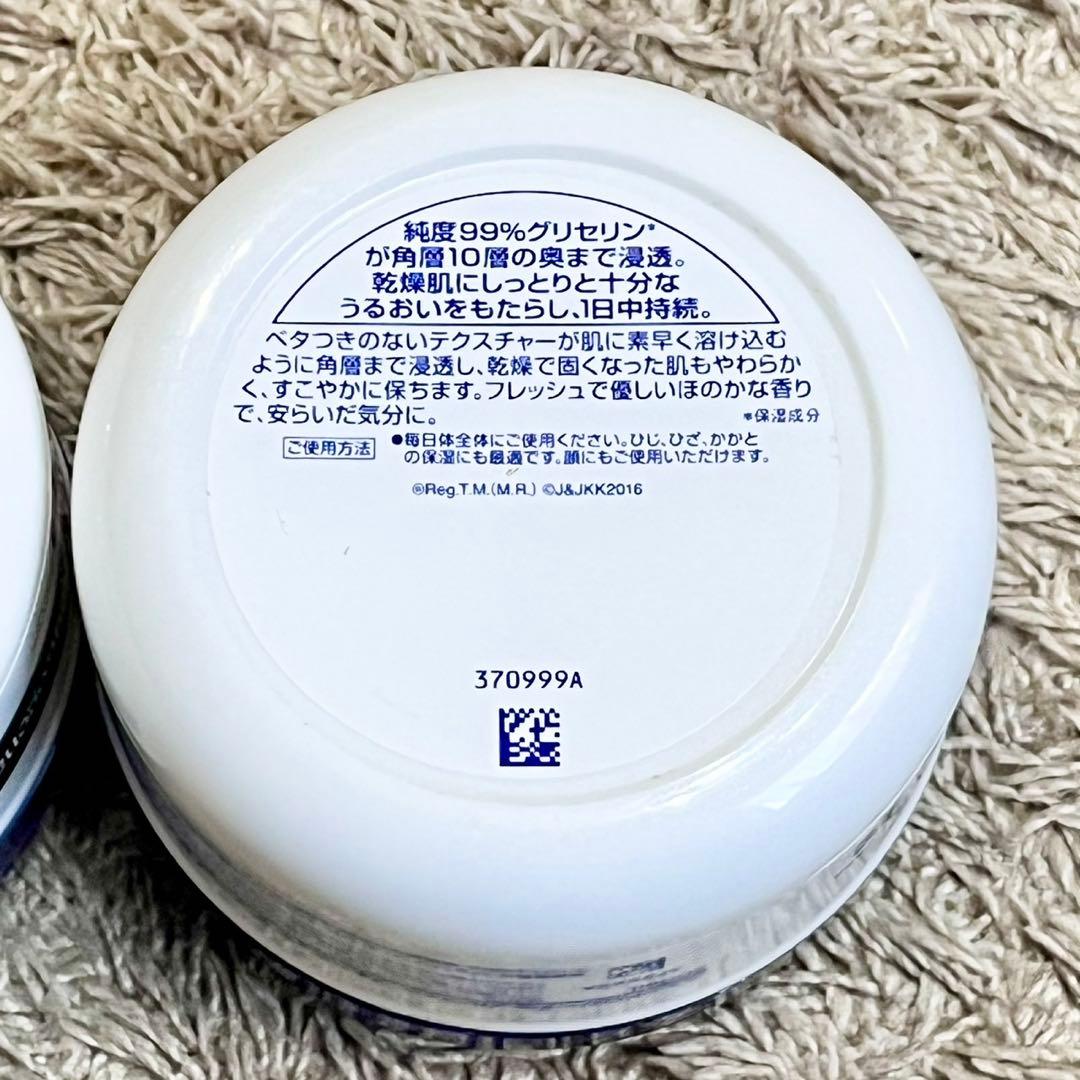 純度99%グリセリン*
が角層10層の奥まで浸透。
乾燥肌にしっとりと十分な
うるおいをもたらし、1日中持続。
ベタつきのないテクスチャーが肌に素早く溶け込む
ように角層まで浸透し、乾燥で固くなった肌もやわらか
く、すこやかに保ちます。フレッシュで優しいほのかな香り
で、安らいだ気分に。 *保湿成分
ご使用方法 ●毎日体全体にご使用ください。ひじ、ひざ、かかと
の保湿にも最適です。顔にもご使用いただけます。
®Reg.T.M.(M.R.) ©J&JKK2016
370999A